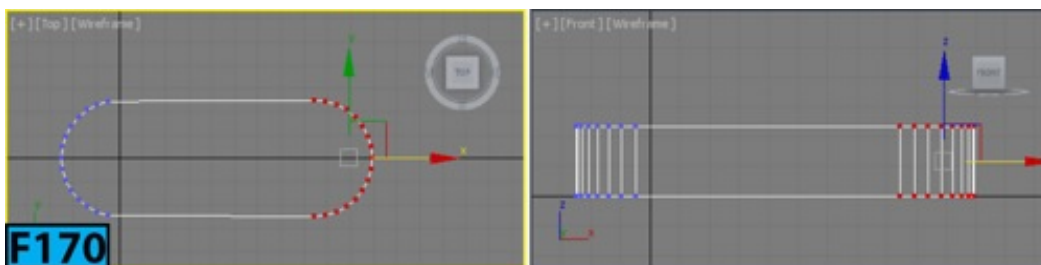 [+][Top][Wireframe]
[+][Front][Wireframe]
TOP
FRONT
y
x
z
z
x
F170